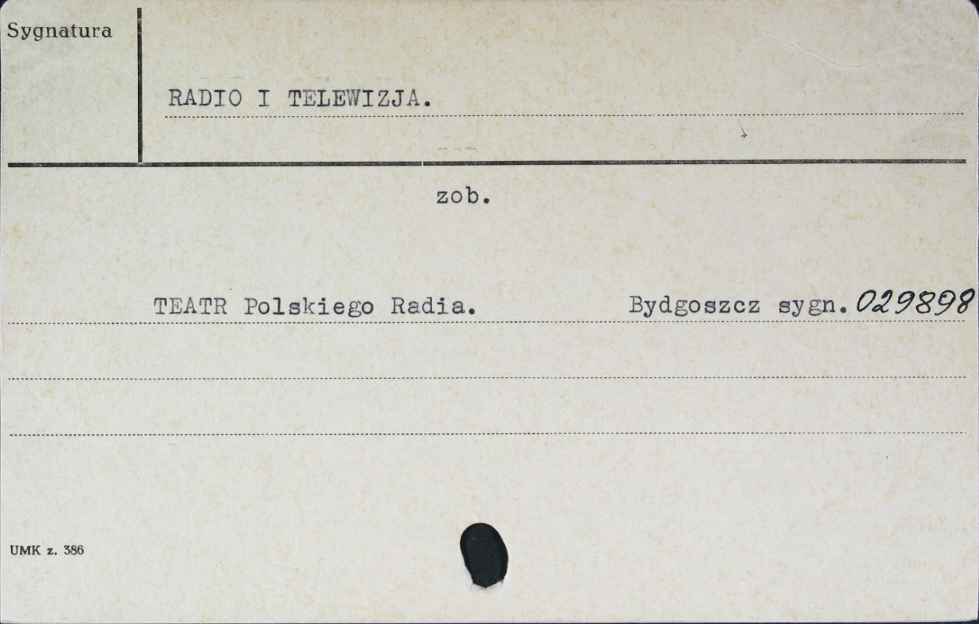 Sygnatura
RADIO I TELEWIZJA.
zob.
TEATR Polskiego Radia. Bydgoszcz sygn. 029898
UMK z. 386